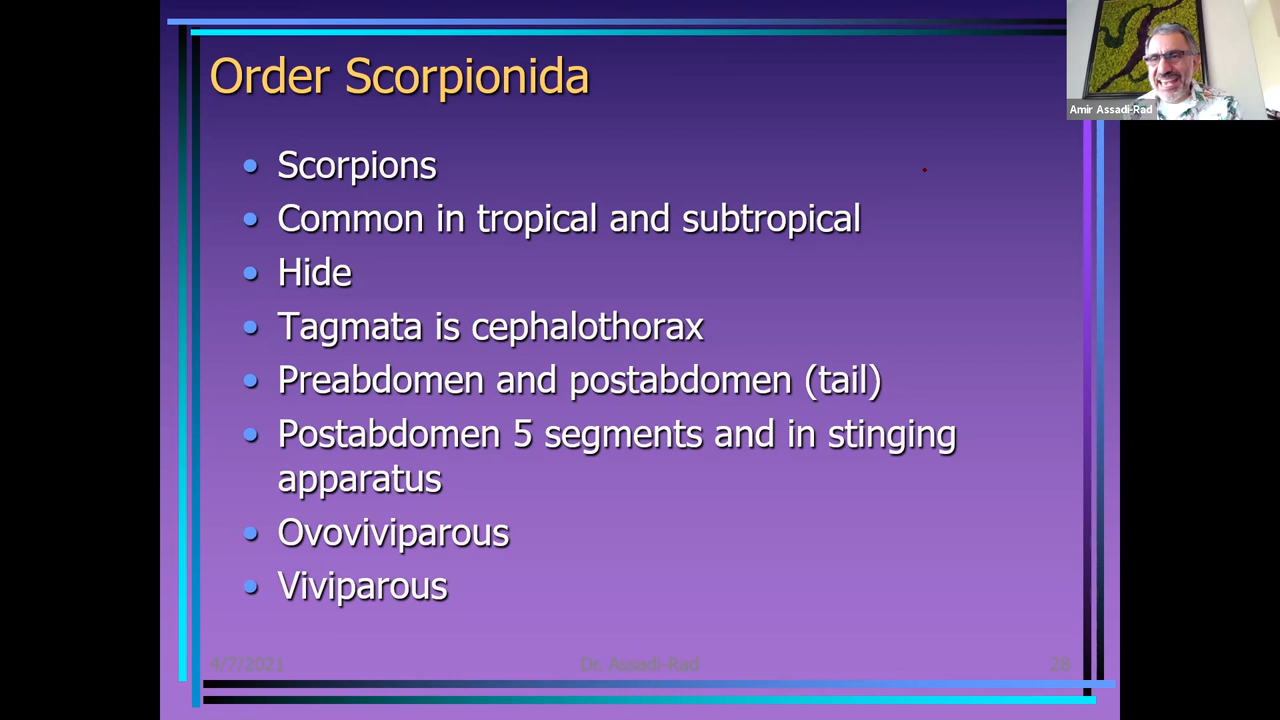 Order Scorpionida
Amir Assadi-Rad
• Scorpions
• Common in tropical and subtropical
• Hide
• Tagmata is cephalothorax
• Preabdomen and postabdomen (tail)
• Postabdomen 5 segments and in stinging
apparatus
• Ovoviviparous
• Viviparous
4/7/2021 Dr. Assadi-Rad 28